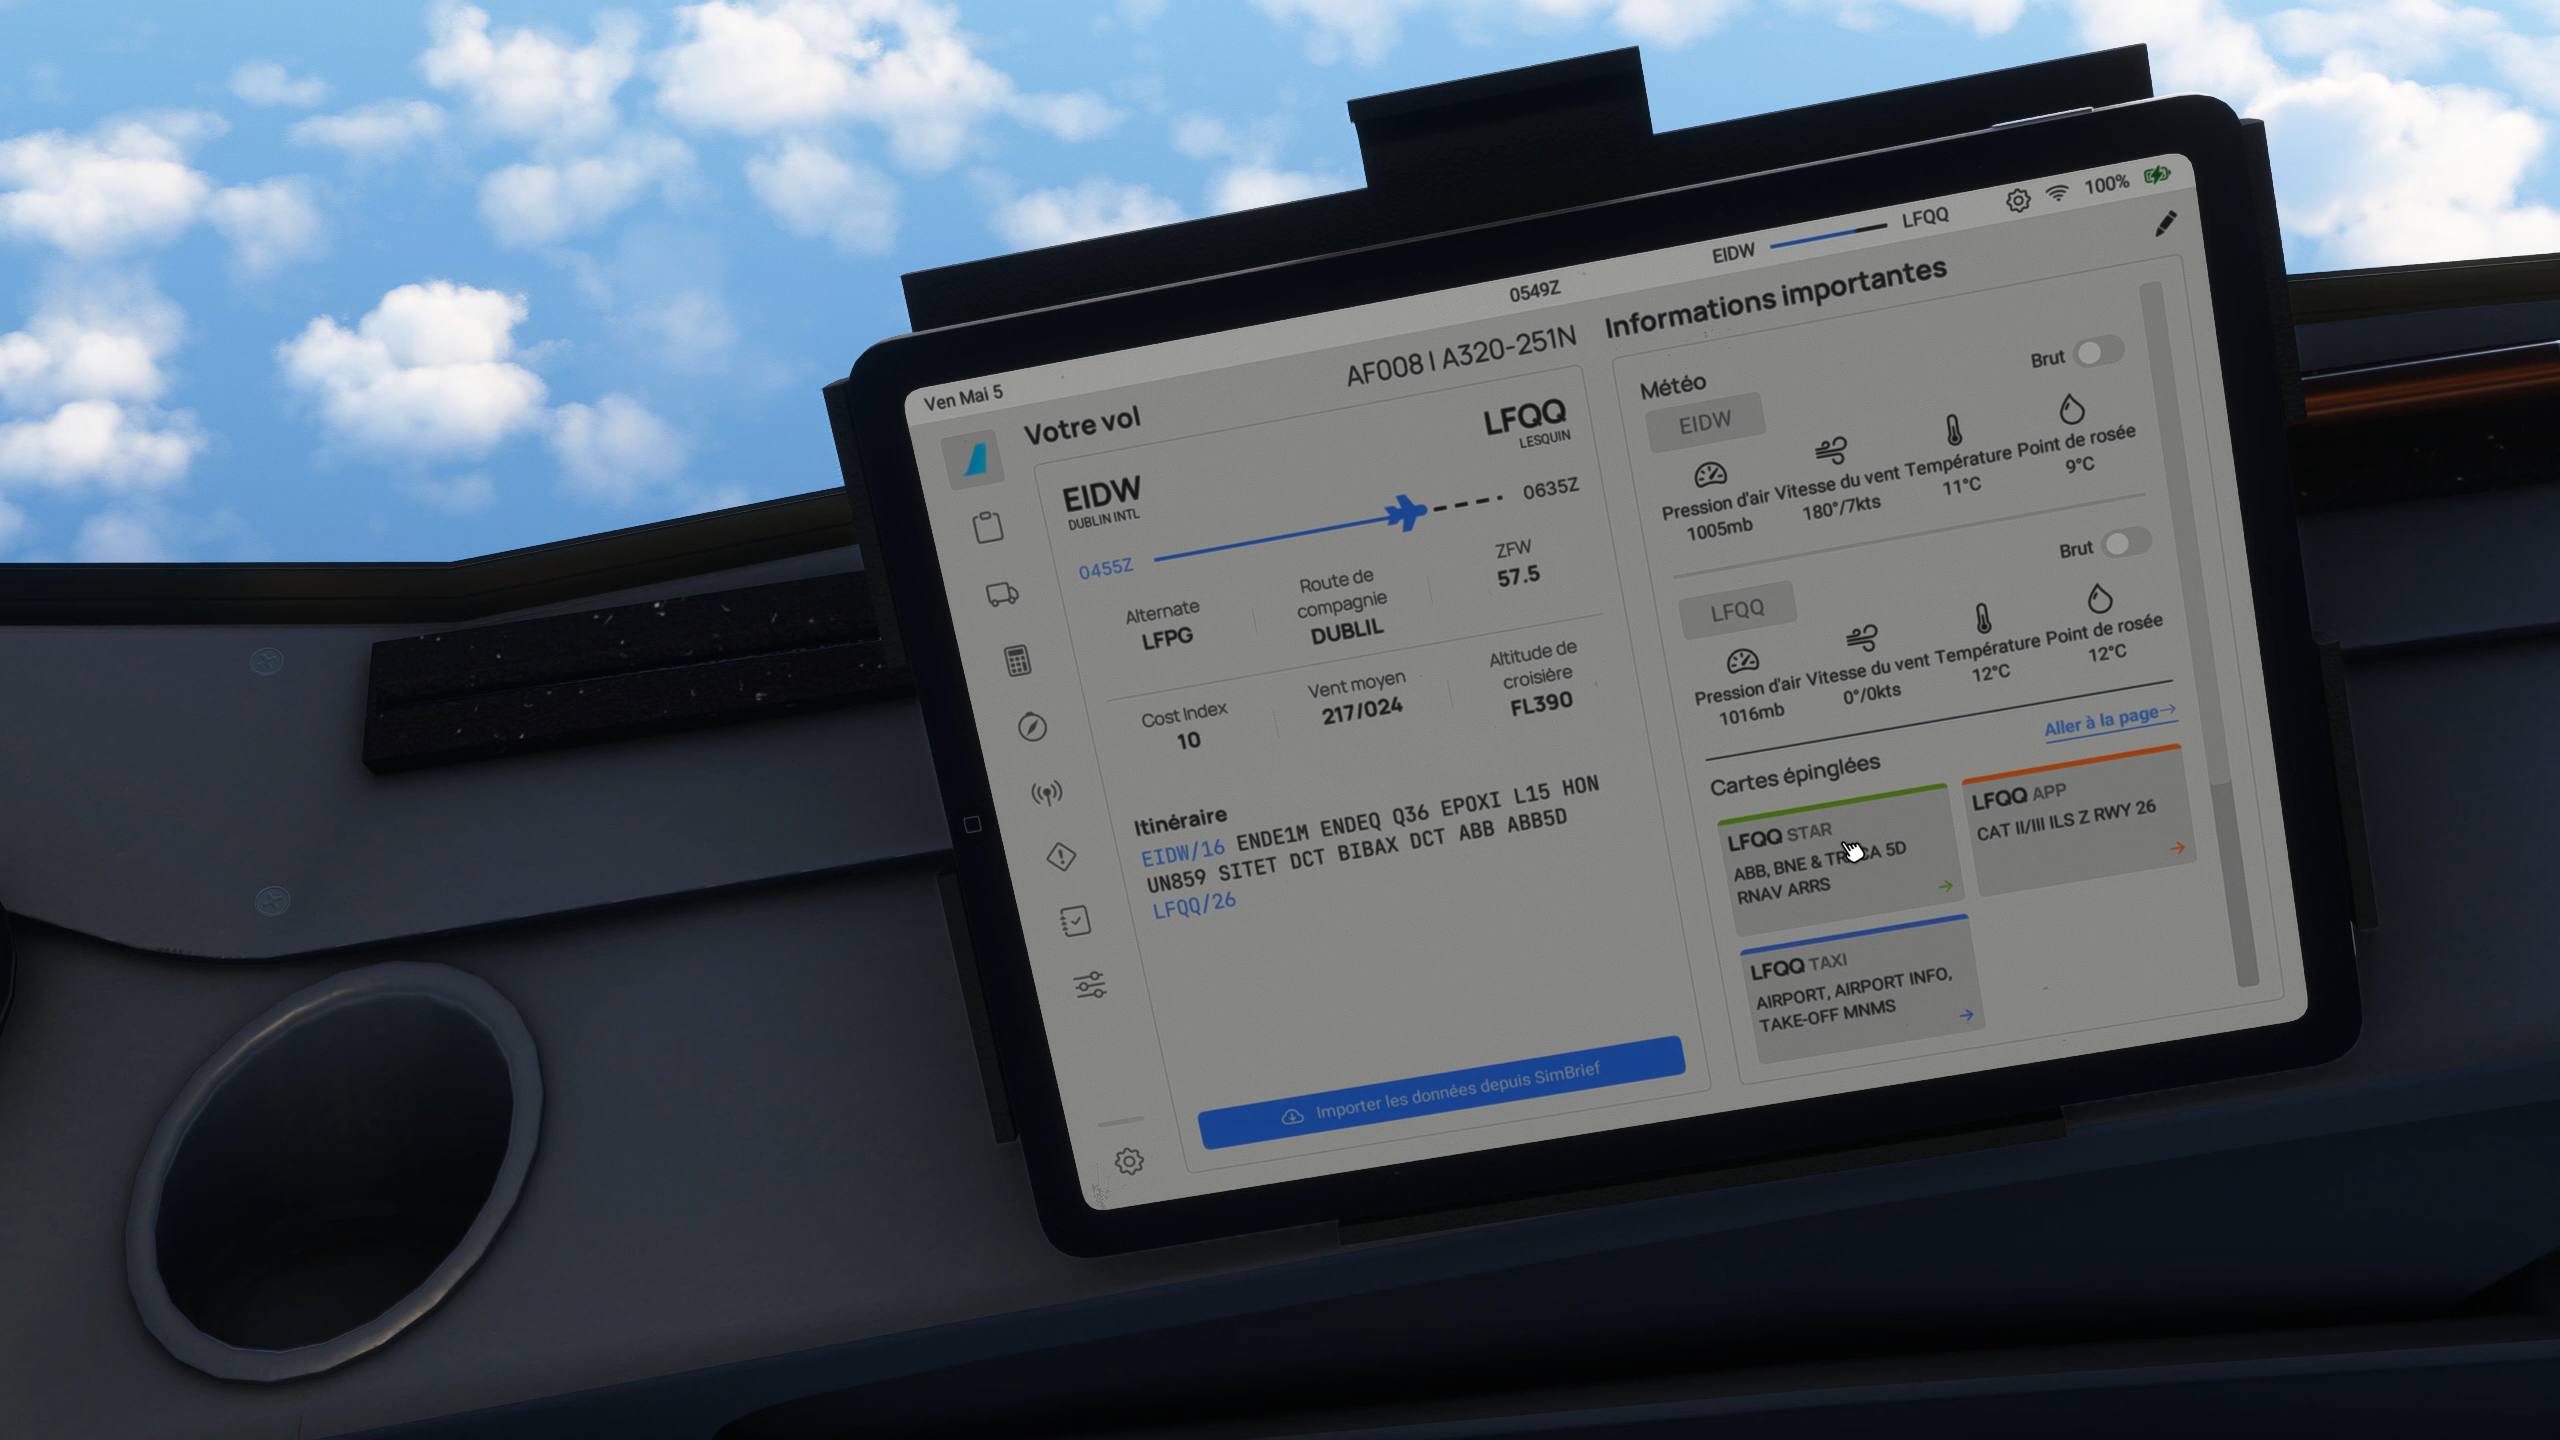 Ven Mai 5
0549Z
EIDW
LFQQ
100%
Votre vol
AF008 | A320-251N
EIDW
DUBLIN INTL
LFQQ
LESQUIN
0455Z
0635Z
Alternate
LFPG
Route de
compagnie
DUBLIL
ZFW
57.5
Cost Index
10
Vent moyen
217/024
Altitude de
croisière
FL390
Itinéraire
EIDW/16 ENDE1M ENDEQ Q36 EPOXI L15 HON
UN859 SITET DCT BIBAX DCT ABB ABB5D
LFQQ/26
Importer les données depuis SimBrief
Informations importantes
Météo
Brut
EIDW
Pression d'air
1005mb
Vitesse du vent
180°/7kts
Température
11°C
Point de rosée
9°C
Brut
LFQQ
Pression d'air
1016mb
Vitesse du vent
0°/0kts
Température
12°C
Point de rosée
12°C
Aller à la page
Cartes épinglées
LFQQ STAR
ABB, BNE & 5D
RNAV ARRS
LFQQ APP
CAT II/III ILS Z RWY 26
LFQQ TAXI
AIRPORT, AIRPORT INFO,
TAKE-OFF MNMS